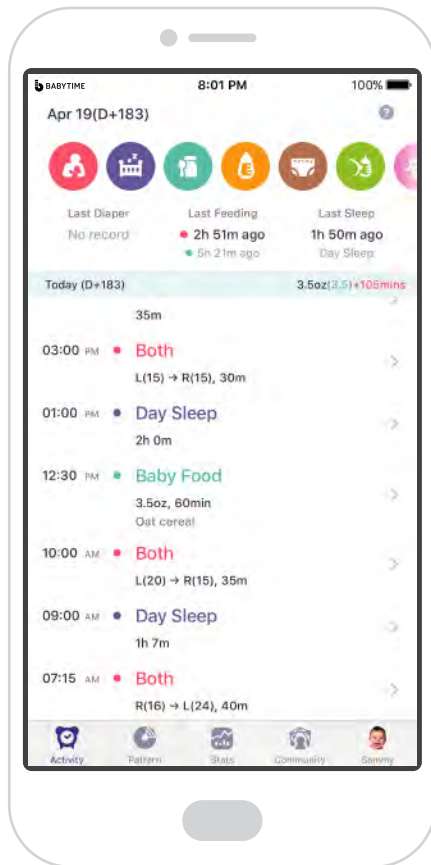 BABYTIME 8:01 PM 100%
Apr 19(D+183) ?
Last Diaper Last Feeding Last Sleep
No record 2h 51m ago 1h 50m ago
5h 21m ago Day Sleep
Today (D+183) 3.5oz(3.5)+105mins
35m
03:00 PM Both
L(15) → R(15), 30m
01:00 PM Day Sleep
2h 0m
12:30 PM Baby Food
3.5oz, 60min
Oat cereal
10:00 AM Both
L(20) → R(15), 35m
09:00 AM Day Sleep
1h 7m
07:15 AM Both
R(16) → L(24), 40m
Activity Pattern Stats Community Sammy